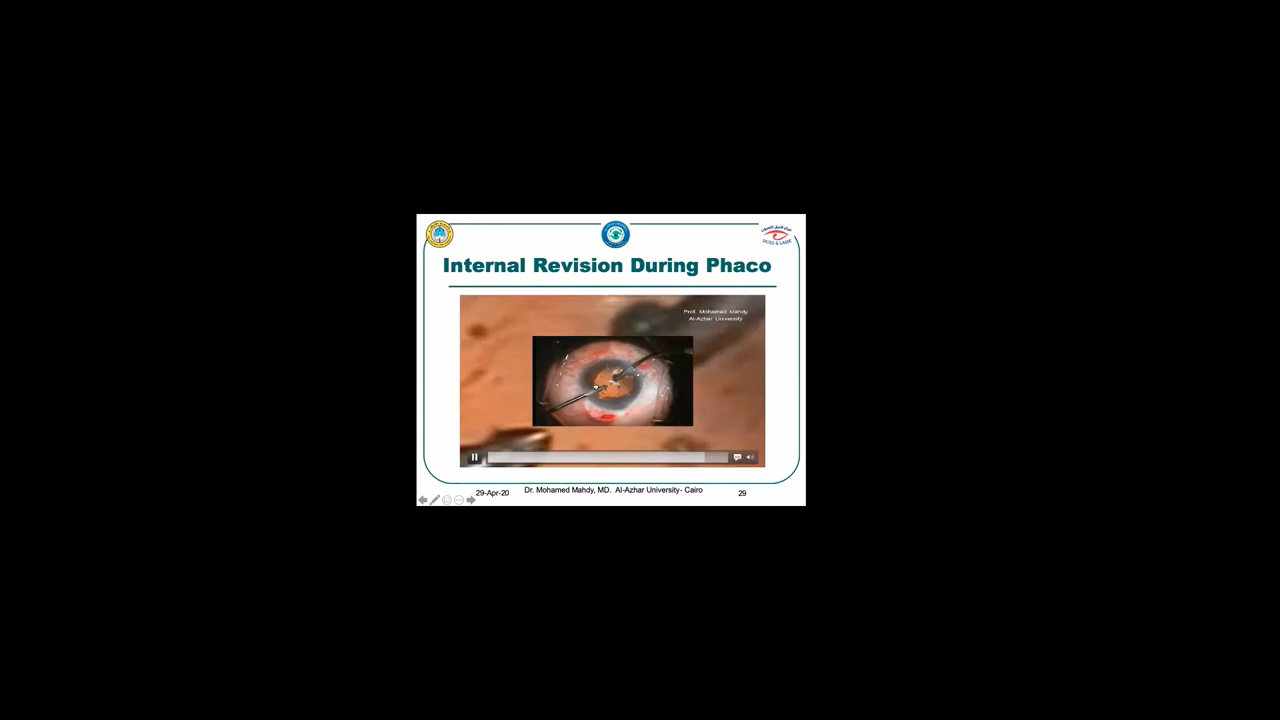 Internal Revision During Phaco
Prof. Mohamed Mahdy
Al-Azhar University
29-Apr-20
Dr. Mohamed Mahdy, MD. Al-Azhar University- Cairo
29